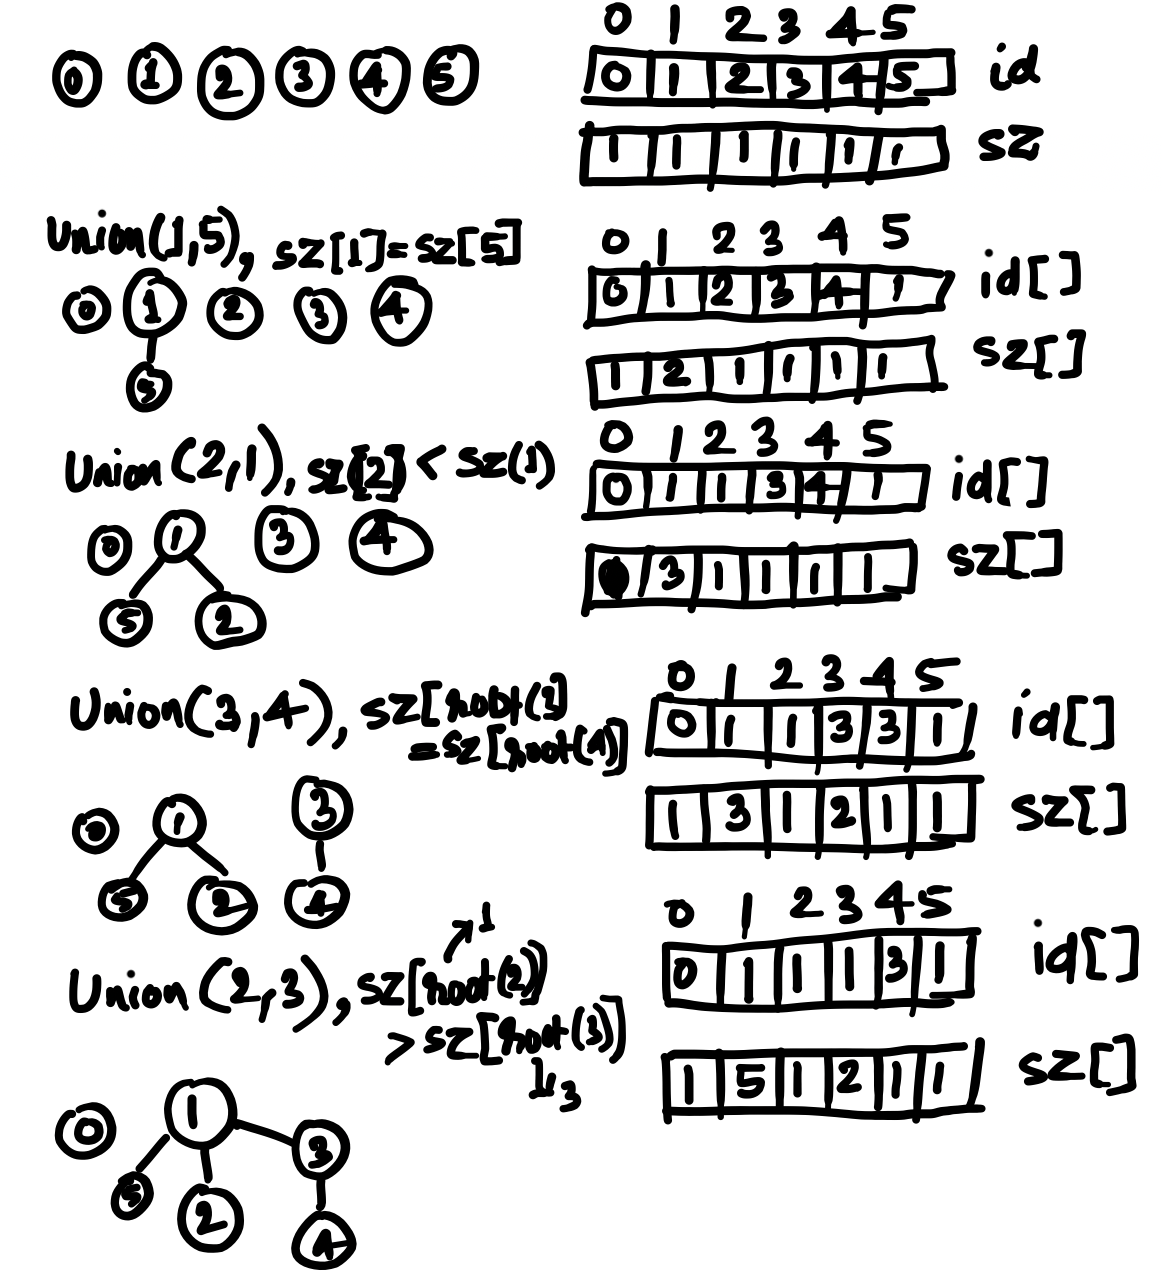 0 1 2 3 4 5
0 1 2 3 4 5
0 1 2 3 4 5 id
1 1 1 1 1 1 sz
Union(1,5), sz[1]=sz[5]
0 1 2 3 4
5
0 1 2 3 4 5
0 1 2 3 4 1 id[]
1 2 1 1 1 1 sz[]
Union(2,1), sz[2] < sz(1)
0 1 3 4
5 2
0 1 2 3 4 5
0 1 1 3 4 1 id[]
3 1 1 1 1 sz[]
Union(3,4), sz[root(3)]
=sz[root(4)]
0 1 3
5 2 4
0 1 2 3 4 5
0 1 1 3 3 1 id[]
1 3 1 2 1 1 sz[]
1
Union(2,3), sz[root(2)]
> sz[root(3)]
3
0 1 3
5 2 4
0 1 2 3 4 5
0 1 1 1 3 1 id[]
1 5 1 2 1 1 sz[]